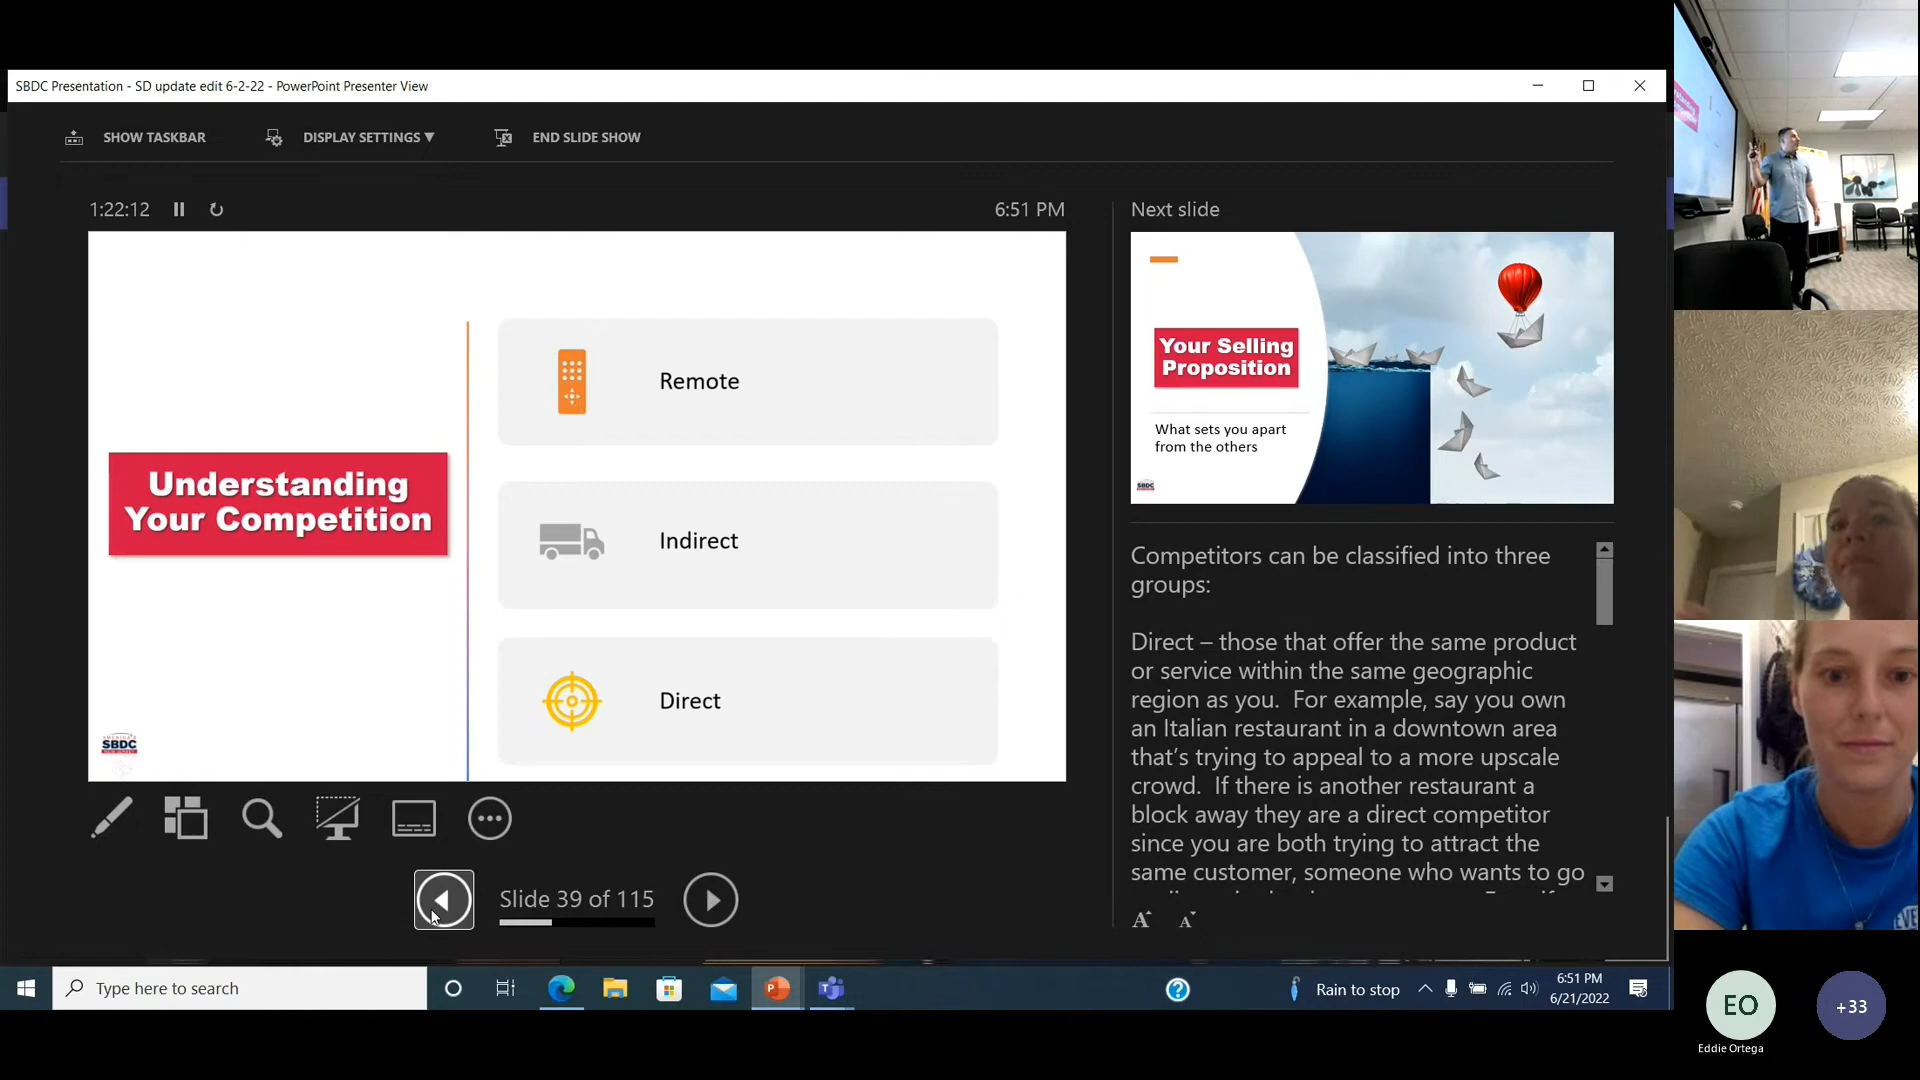 SBDC Presentation - SD update edit 6-2-22 - PowerPoint Presenter View
SHOW TASKBAR
DISPLAY SETTINGS ▼
END SLIDE SHOW
1:22:12
6:51 PM
Understanding
Your Competition
Remote
Indirect
Direct
SBDC
Next slide
Your Selling
Proposition
What sets you apart
from the others
SBDC
Competitors can be classified into three
groups:
Direct – those that offer the same product
or service within the same geographic
region as you. For example, say you own
an Italian restaurant in a downtown area
that's trying to appeal to a more upscale
crowd. If there is another restaurant a
block away they are a direct competitor
since you are both trying to attract the
same customer, someone who wants to go
Slide 39 of 115
A A
Type here to search
Rain to stop
6:51 PM
6/21/2022
EO
Eddie Ortega
+33